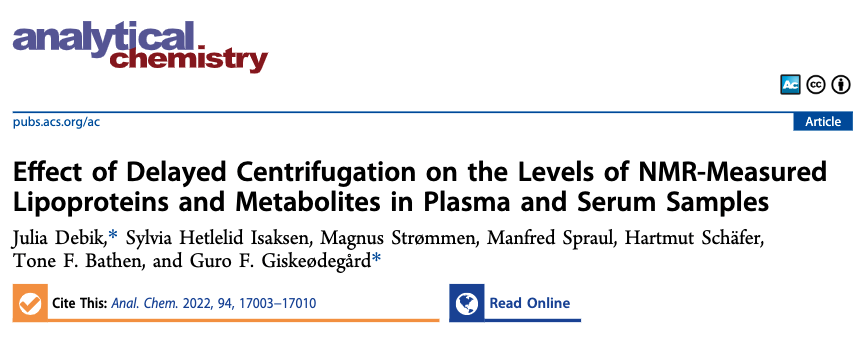 analytical
chemistry
Ac cc
pubs.acs.org/ac
Article
Effect of Delayed Centrifugation on the Levels of NMR-Measured
Lipoproteins and Metabolites in Plasma and Serum Samples
Julia Debik,* Sylvia Hetlelid Isaksen, Magnus Strømmen, Manfred Spraul, Hartmut Schäfer,
Tone F. Bathen, and Guro F. Giskeødegård*
Cite This: Anal. Chem. 2022, 94, 17003−17010
Read Online